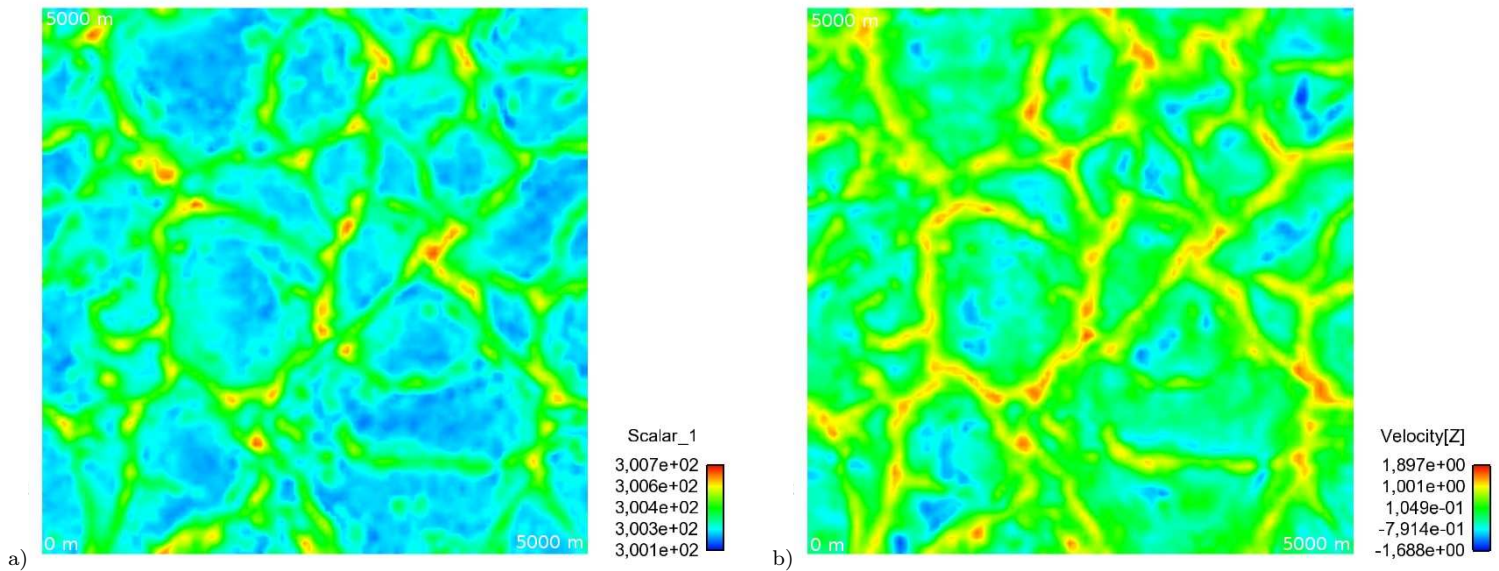 5000 m
0 m
5000 m
a)
Scalar_1
3,007e+02
3,006e+02
3,004e+02
3,003e+02
3,001e+02
5000 m
0 m
5000 m
b)
Velocity[Z]
1,897e+00
1,001e+00
1,049e-01
-7,914e-01
-1,688e+00